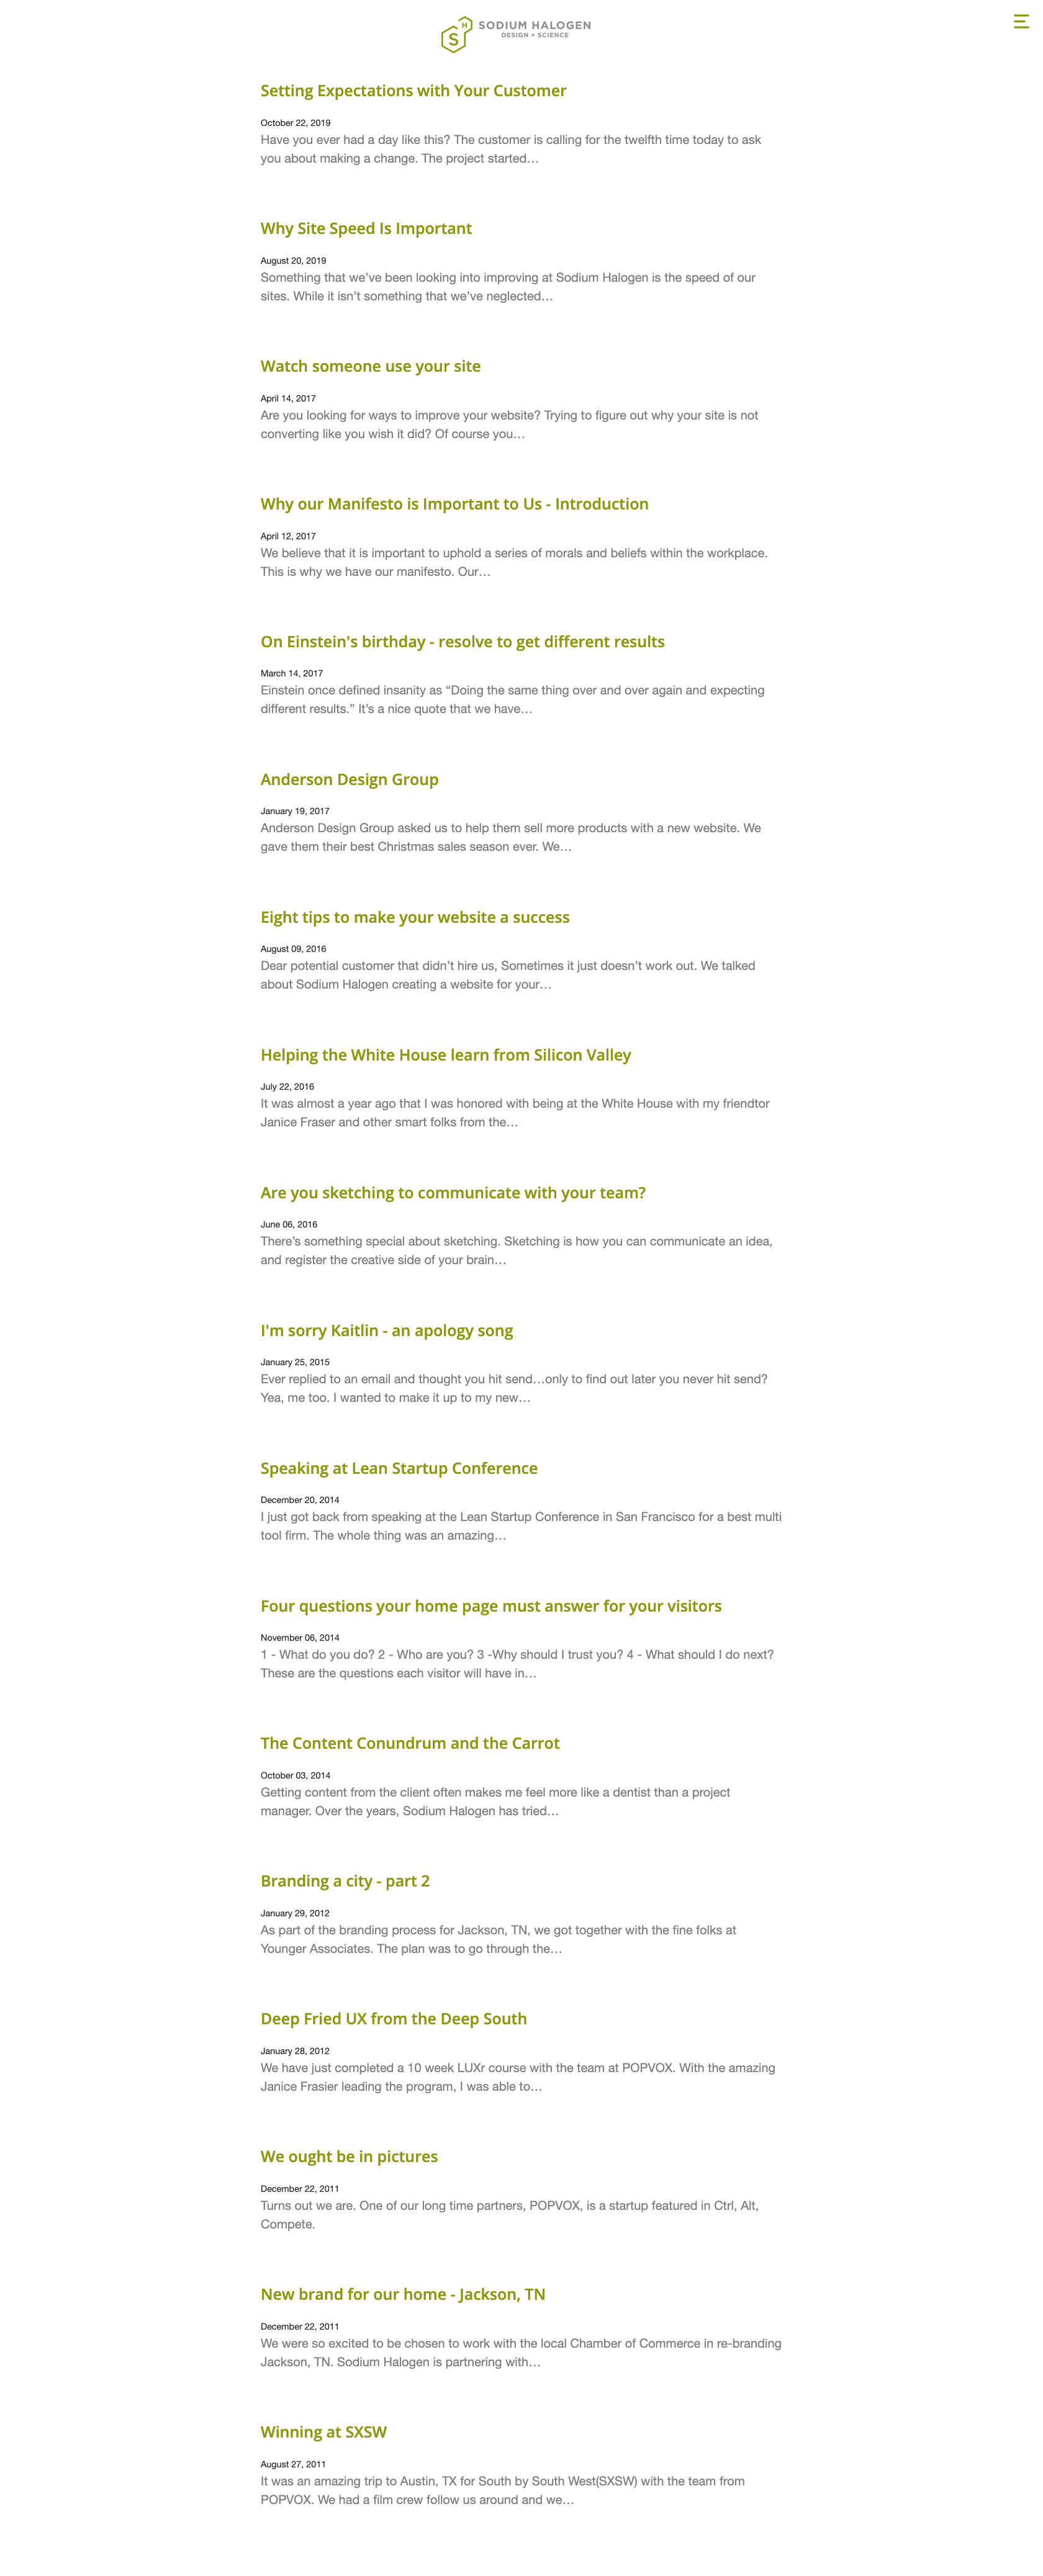 S
H
SODIUM HALOGEN
DESIGN + SCIENCE
Setting Expectations with Your Customer
October 22, 2019
Have you ever had a day like this? The customer is calling for the twelfth time today to ask
you about making a change. The project started…
Why Site Speed Is Important
August 20, 2019
Something that we’ve been looking into improving at Sodium Halogen is the speed of our
sites. While it isn’t something that we’ve neglected…
Watch someone use your site
April 14, 2017
Are you looking for ways to improve your website? Trying to figure out why your site is not
converting like you wish it did? Of course you…
Why our Manifesto is Important to Us - Introduction
April 12, 2017
We believe that it is important to uphold a series of morals and beliefs within the workplace.
This is why we have our manifesto. Our…
On Einstein's birthday - resolve to get different results
March 14, 2017
Einstein once defined insanity as “Doing the same thing over and over again and expecting
different results.” It’s a nice quote that we have…
Anderson Design Group
January 19, 2017
Anderson Design Group asked us to help them sell more products with a new website. We
gave them their best Christmas sales season ever. We…
Eight tips to make your website a success
August 09, 2016
Dear potential customer that didn’t hire us, Sometimes it just doesn’t work out. We talked
about Sodium Halogen creating a website for your…
Helping the White House learn from Silicon Valley
July 22, 2016
It was almost a year ago that I was honored with being at the White House with my friendtor
Janice Fraser and other smart folks from the…
Are you sketching to communicate with your team?
June 06, 2016
There’s something special about sketching. Sketching is how you can communicate an idea,
and register the creative side of your brain…
I'm sorry Kaitlin - an apology song
January 25, 2015
Ever replied to an email and thought you hit send…only to find out later you never hit send?
Yea, me too. I wanted to make it up to my new…
Speaking at Lean Startup Conference
December 20, 2014
I just got back from speaking at the Lean Startup Conference in San Francisco for a best multi
tool firm. The whole thing was an amazing…
Four questions your home page must answer for your visitors
November 06, 2014
1 - What do you do? 2 - Who are you? 3 -Why should I trust you? 4 - What should I do next?
These are the questions each visitor will have in…
The Content Conundrum and the Carrot
October 03, 2014
Getting content from the client often makes me feel more like a dentist than a project
manager. Over the years, Sodium Halogen has tried…
Branding a city - part 2
January 29, 2012
As part of the branding process for Jackson, TN, we got together with the fine folks at
Younger Associates. The plan was to go through the…
Deep Fried UX from the Deep South
January 28, 2012
We have just completed a 10 week LUXr course with the team at POPVOX. With the amazing
Janice Frasier leading the program, I was able to…
We ought be in pictures
December 22, 2011
Turns out we are. One of our long time partners, POPVOX, is a startup featured in Ctrl, Alt,
Compete.
New brand for our home - Jackson, TN
December 22, 2011
We were so excited to be chosen to work with the local Chamber of Commerce in re-branding
Jackson, TN. Sodium Halogen is partnering with…
Winning at SXSW
August 27, 2011
It was an amazing trip to Austin, TX for South by South West(SXSW) with the team from
POPVOX. We had a film crew follow us around and we…